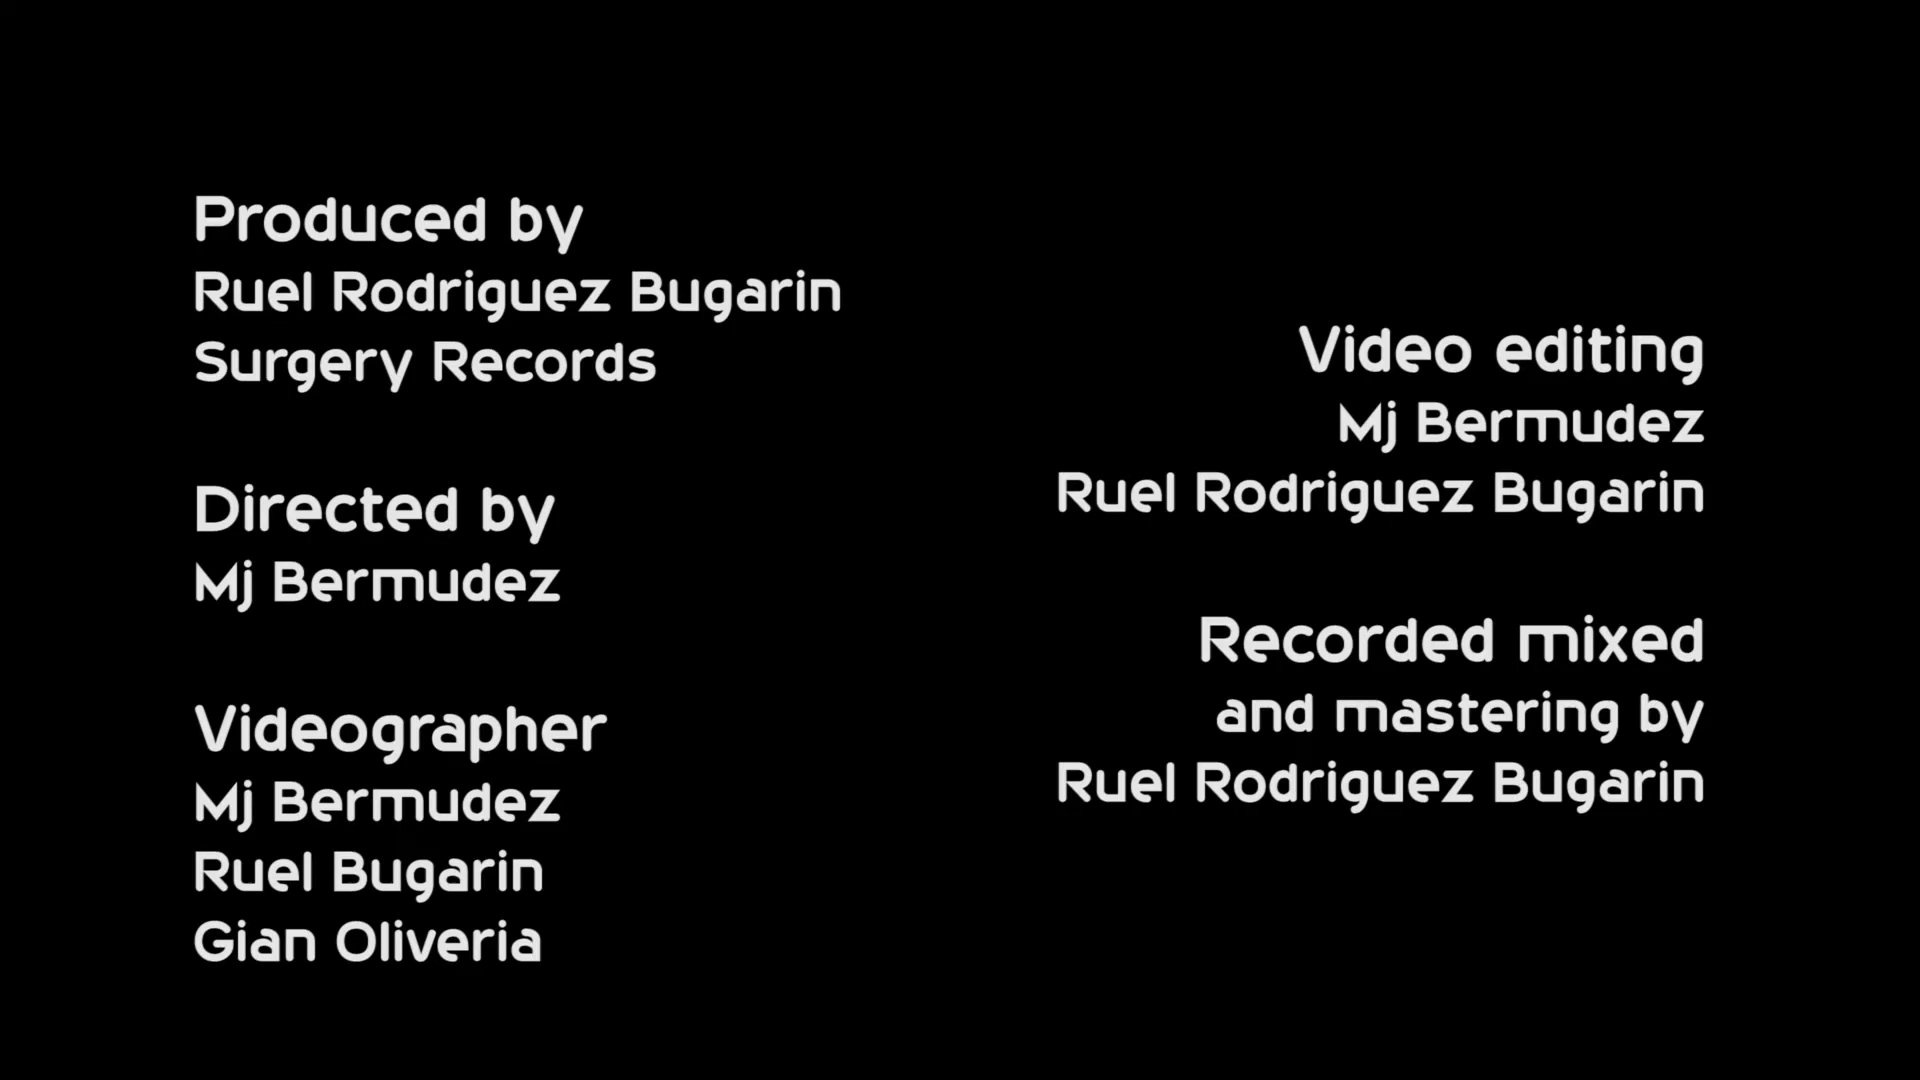 Produced by
Ruel Rodriguez Bugarin
Surgery Records
Directed by
Mj Bermudez
Videographer
Mj Bermudez
Ruel Bugarin
Gian Oliveria
Video editing
Mj Bermudez
Ruel Rodriguez Bugarin
Recorded mixed
and mastering by
Ruel Rodriguez Bugarin